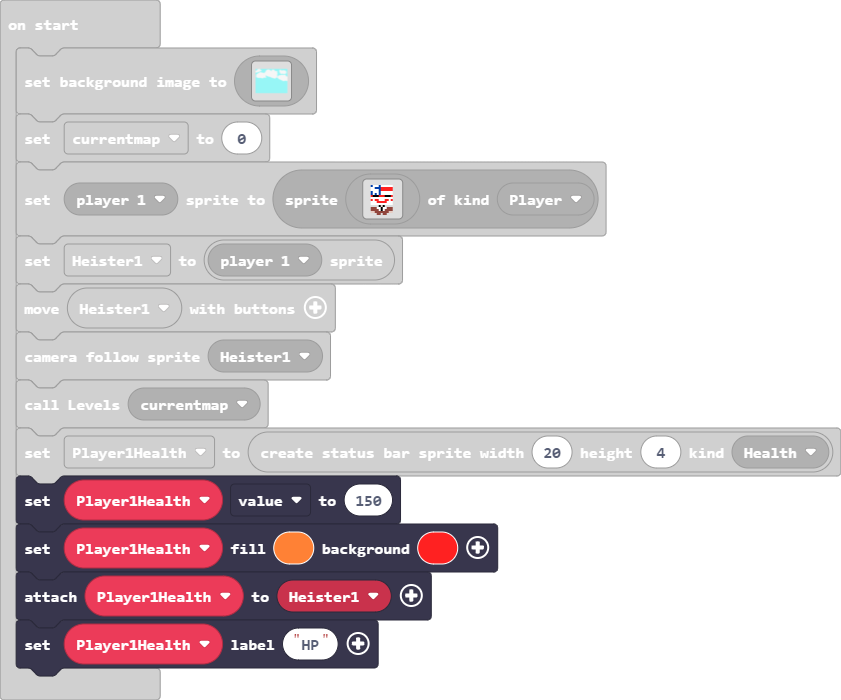 on start
set background image to
set currentmap to 0
set player 1 sprite to sprite of kind Player
set Heister1 to player 1 sprite
move Heister1 with buttons
camera follow sprite Heister1
call Levels currentmap
set Player1Health to create status bar sprite width 20 height 4 kind Health
set Player1Health value to 150
set Player1Health fill background
attach Player1Health to Heister1
set Player1Health label "HP"